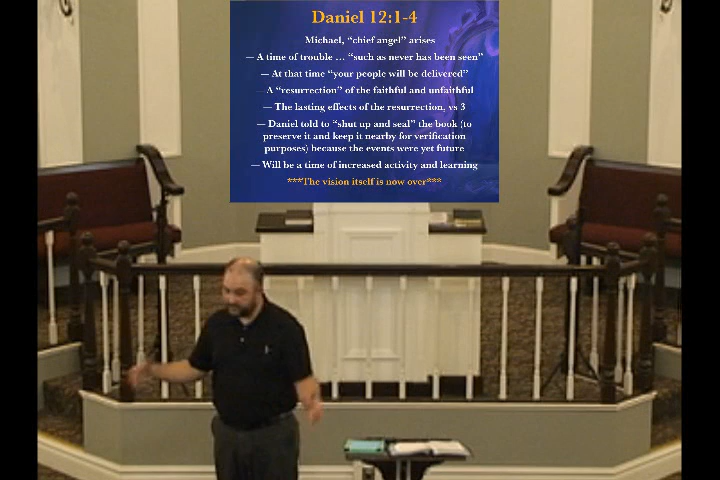 Daniel 12:1-4
Michael, “chief angel” arises
— A time of trouble … “such as never has been seen”
— At that time “your people will be delivered”
— A “resurrection” of the faithful and unfaithful
— The lasting effects of the resurrection, vs 3
— Daniel told to “shut up and seal” the book (to
preserve it and keep it nearby for verification
purposes) because the events were yet future
— Will be a time of increased activity and learning
***The vision itself is now over***